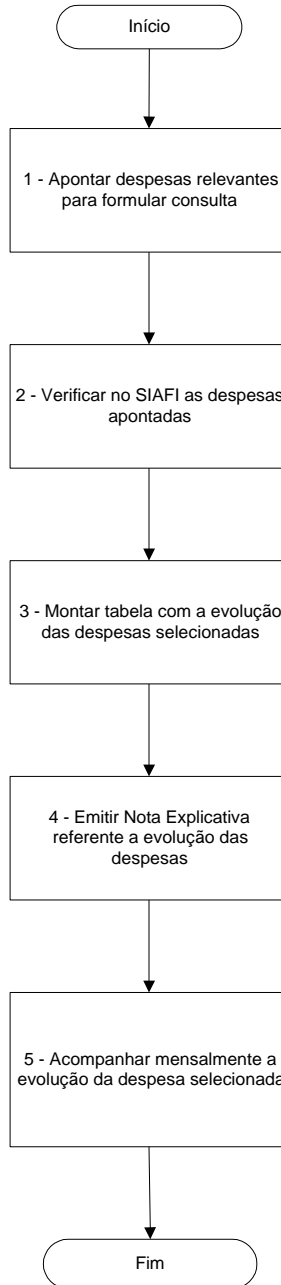 Início
1 - Apontar despesas relevantes
para formular consulta
2 - Verificar no SIAFI as despesas
apontadas
3 - Montar tabela com a evolução
das despesas selecionadas
4 - Emitir Nota Explicativa
referente a evolução das
despesas
5 - Acompanhar mensalmente a
evolução da despesa selecionada
Fim